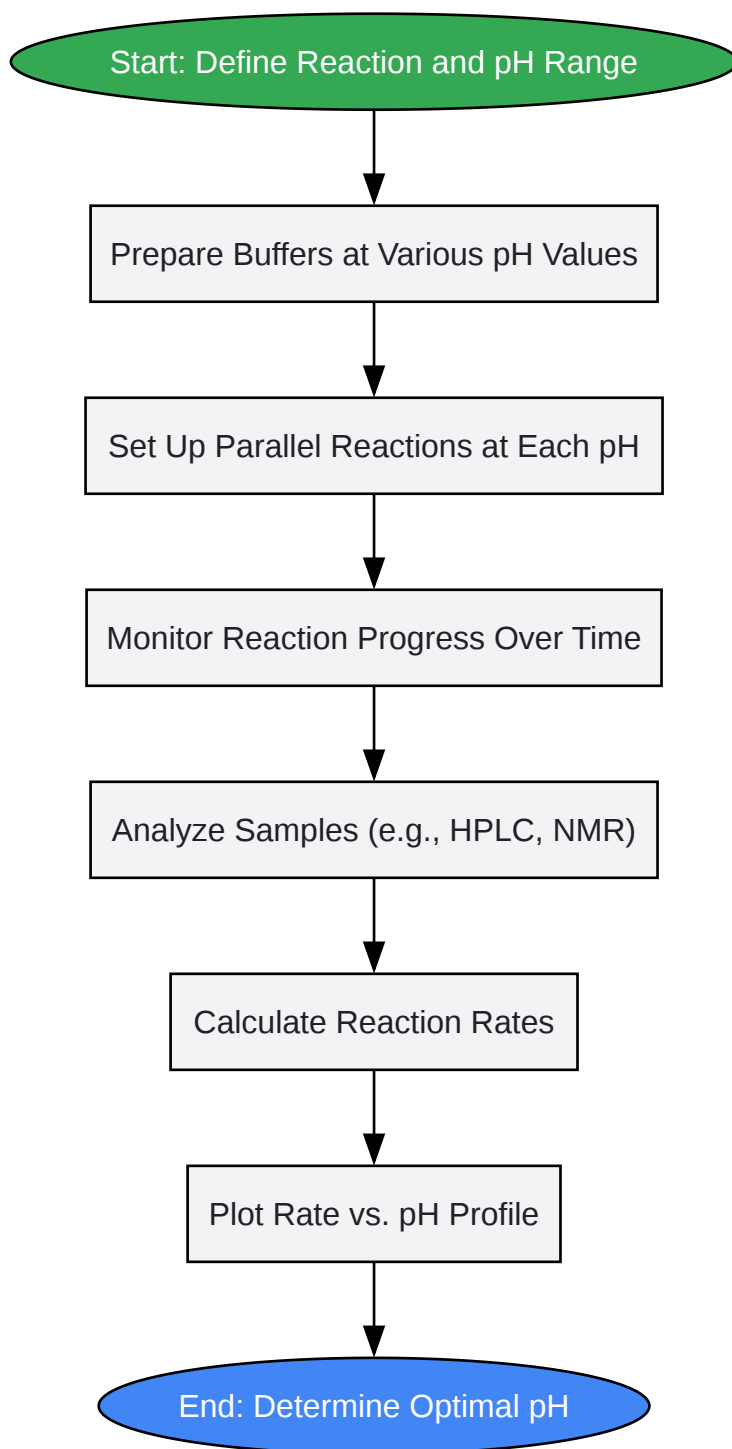 Start: Define Reaction and pH Range
Prepare Buffers at Various pH Values
Set Up Parallel Reactions at Each pH
Monitor Reaction Progress Over Time
Analyze Samples (e.g., HPLC, NMR)
Calculate Reaction Rates
Plot Rate vs. pH Profile
End: Determine Optimal pH